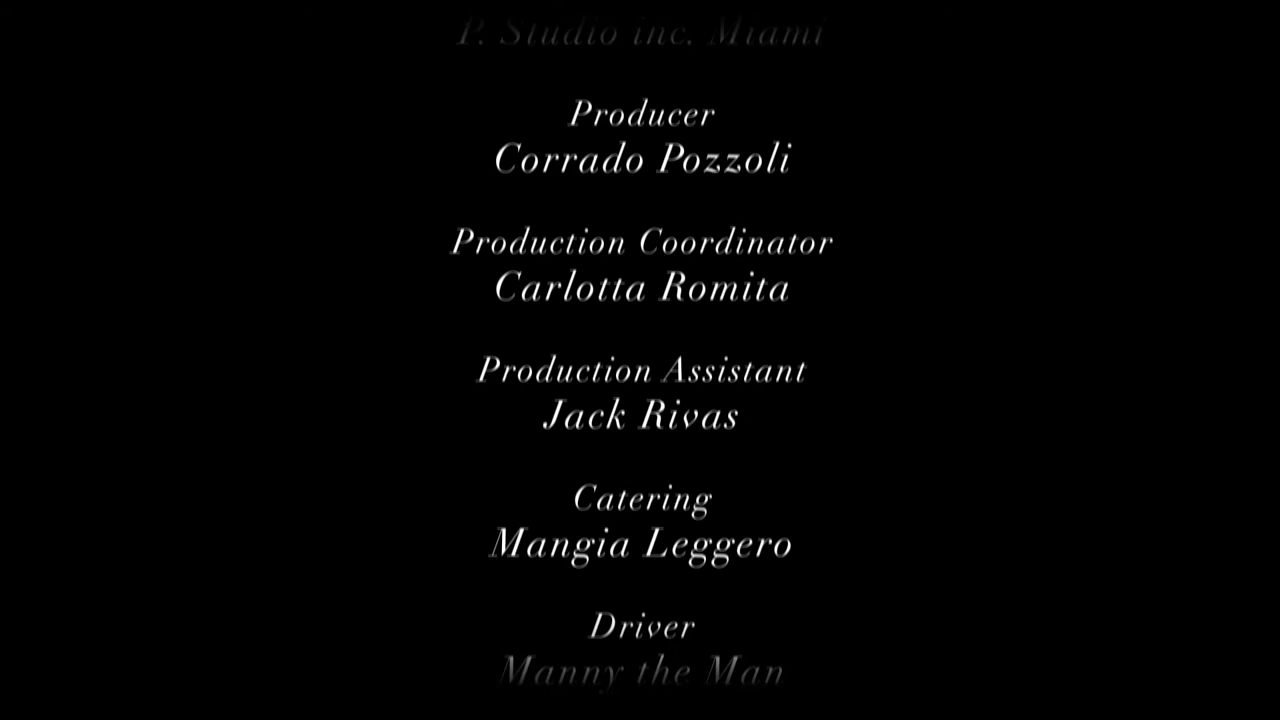 P. Studio inc. Miami
Producer
Corrado Pozzoli
Production Coordinator
Carlotta Romita
Production Assistant
Jack Rivas
Catering
Mangia Leggero
Driver
Manny the Man